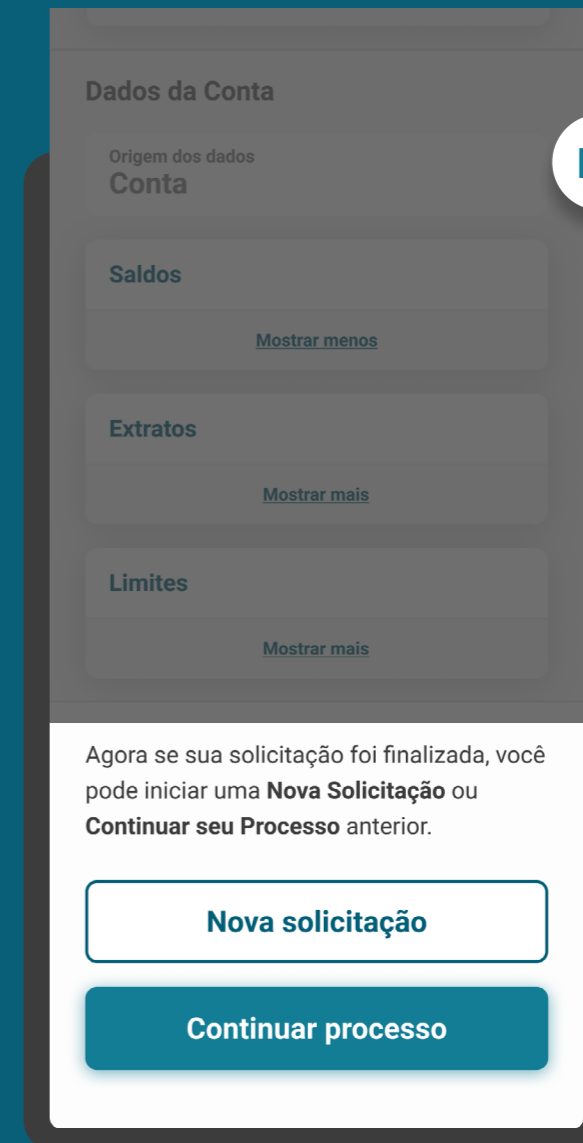 Dados da Conta
Origem dos dados
Conta
Saldos
Mostrar menos
Extratos
Mostrar mais
Limites
Mostrar mais
Agora se sua solicitação foi finalizada, você
pode iniciar uma Nova Solicitação ou
Continuar seu Processo anterior.
Nova solicitação
Continuar processo